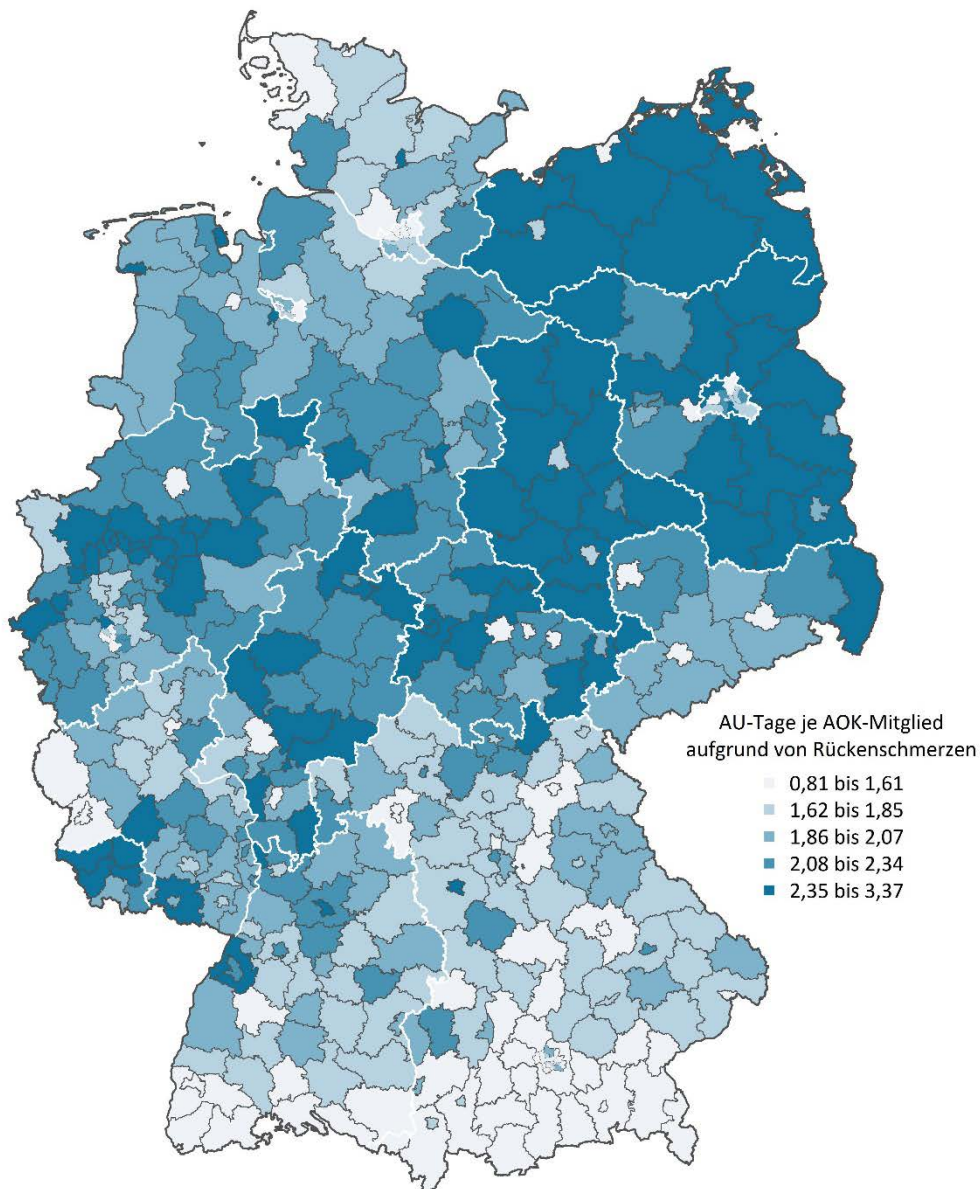 AU-Tage je AOK-Mitglied
aufgrund von Rückenschmerzen
0,81 bis 1,61
1,62 bis 1,85
1,86 bis 2,07
2,08 bis 2,34
2,35 bis 3,37